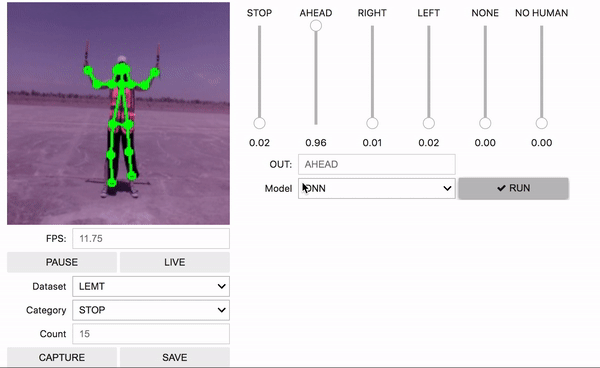 STOP AHEAD RIGHT LEFT NONE NO HUMAN
0.02 0.96 0.01 0.02 0.00 0.00
OUT: AHEAD
Model DNN RUN
FPS: 11.75
PAUSE LIVE
Dataset LEMT
Category STOP
Count 15
CAPTURE SAVE